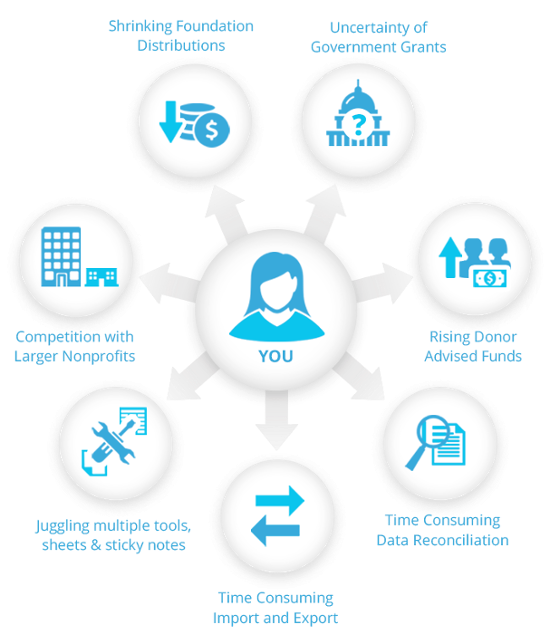 Shrinking Foundation
Distributions
Uncertainty of
Government Grants
$
?
$
Competition with
Larger Nonprofits
YOU
Rising Donor
Advised Funds
Juggling multiple tools,
sheets & sticky notes
Time Consuming
Data Reconciliation
Time Consuming
Import and Export